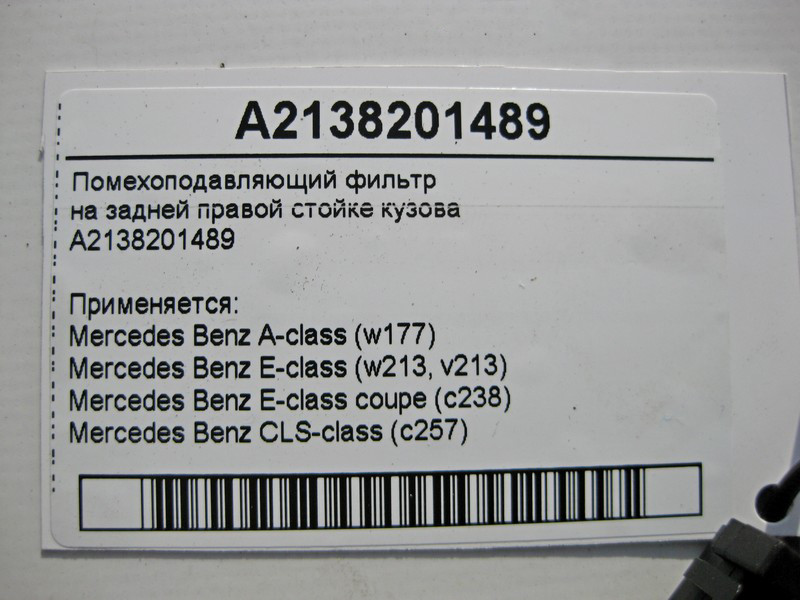 A2138201489
Помехоподавляющий фильтр
на задней правой стойке кузова
A2138201489
Применяется:
Mercedes Benz A-class (w177)
Mercedes Benz E-class (w213, v213)
Mercedes Benz E-class coupe (c238)
Mercedes Benz CLS-class (c257)